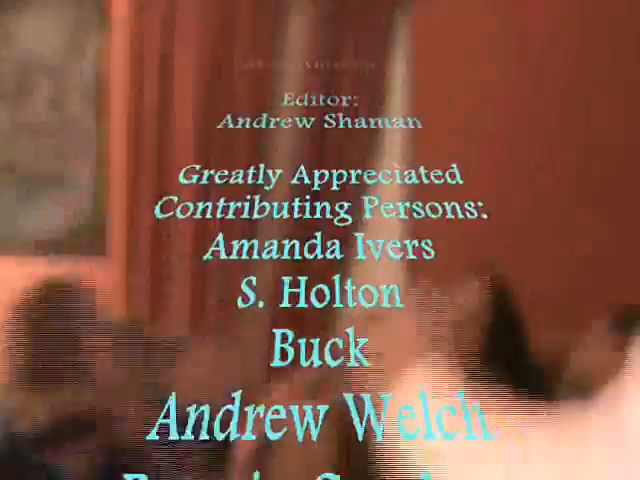 Editor:
Andrew Shaman
Greatly Appreciated
Contributing Persons:
Amanda Ivers
S. Holton
Buck
Andrew Welch